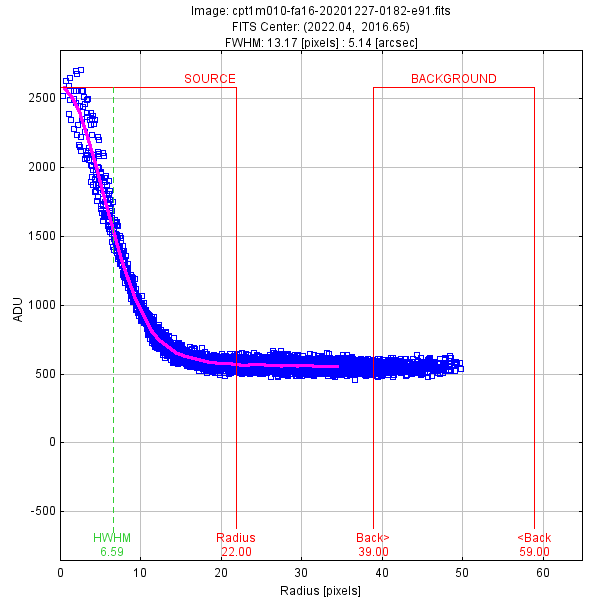 Image: cpt1m010-fa16-20201227-0182-e91.fits
FITS Center: (2022.04, 2016.65)
FWHM: 13.17 [pixels] : 5.14 [arcsec]
SOURCE
BACKGROUND
2500
2000
1500
1000
500
0
-500
ADU
HWHM
6.59
Radius
22.00
Back>
39.00
<Back
59.00
0
10
20
30
40
50
60
Radius [pixels]